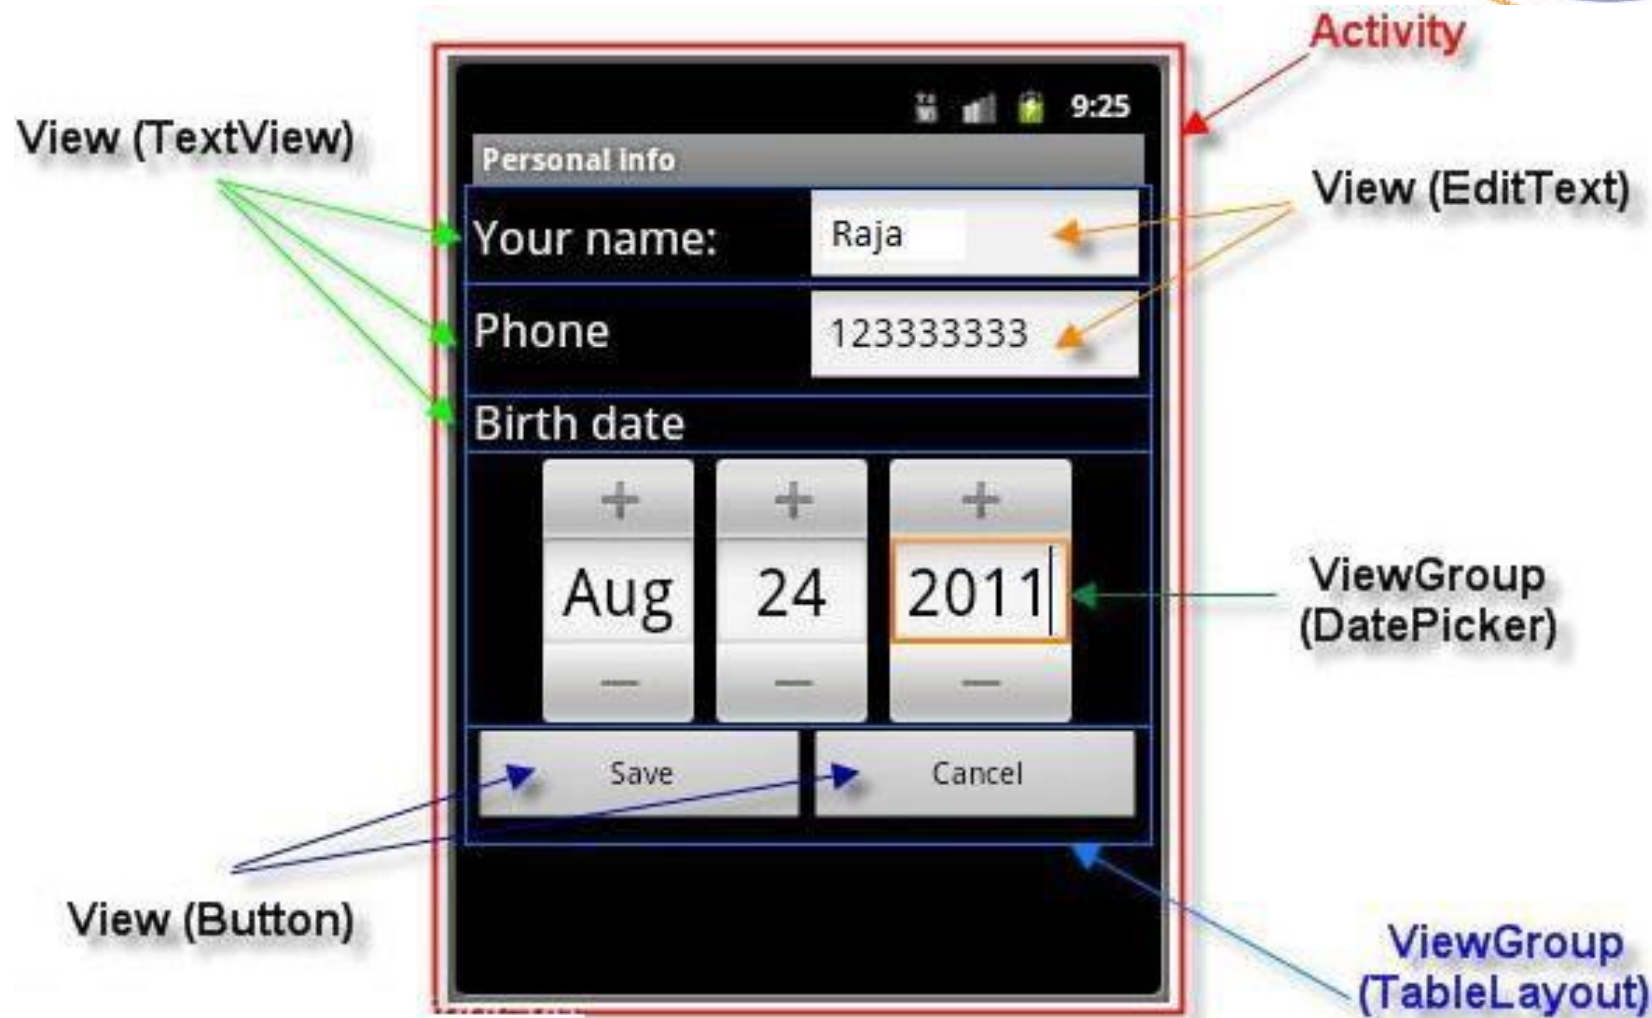 Activity
9:25
View (TextView)
Personal info
View (EditText)
Your name:
Raja
Phone
123333333
Birth date
+ + +
Aug 24 2011
ViewGroup
(DatePicker)
− − −
Save Cancel
View (Button)
ViewGroup
(TableLayout)